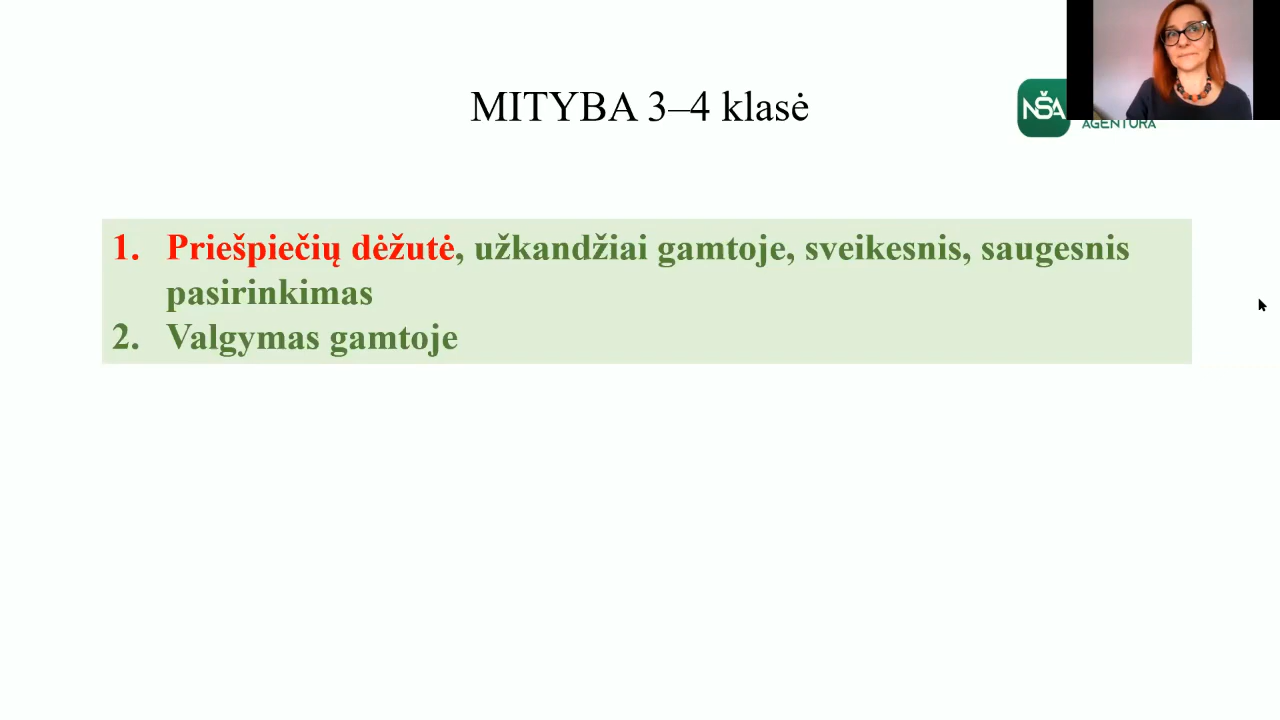 MITYBA 3–4 klasė
NŠA
AGENTŪRA
1. Priešpiečių dėžutė, užkandžiai gamtoje, sveikesnis, saugesnis
pasirinkimas
2. Valgymas gamtoje